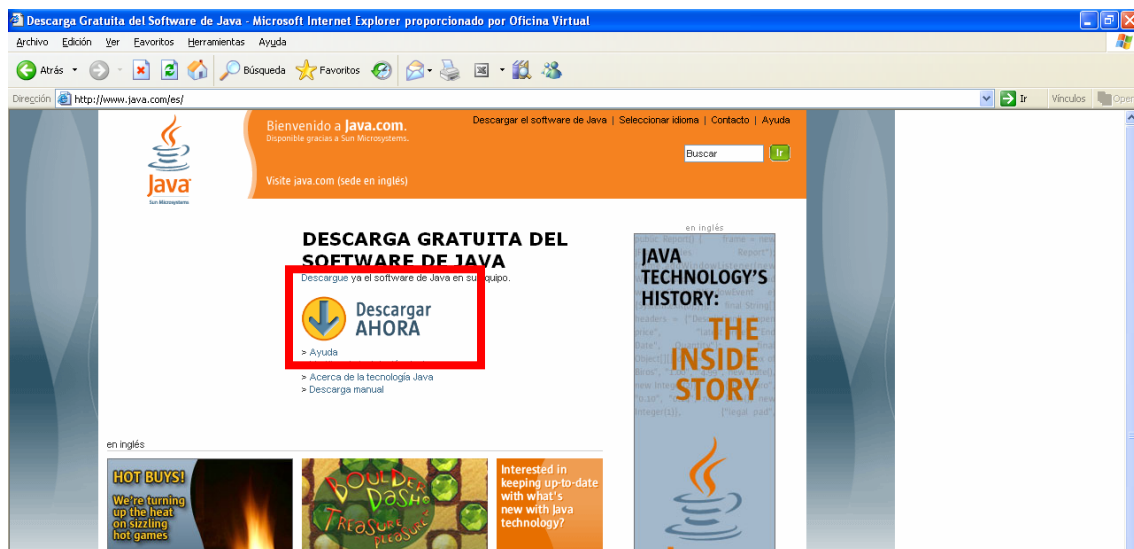 Descarga Gratuita del Software de Java - Microsoft Internet Explorer proporcionado por Oficina Virtual
Archivo Edición Ver Favoritos Herramientas Ayuda
Atrás Búsqueda Favoritos
Dirección http://www.java.com/es/ Ir Vínculos Open
Bienvenido a Java.com.
Disponible gracias a Sun Microsystems.
Descargar el software de Java | Seleccionar idioma | Contacto | Ayuda
Buscar Ir
Visite java.com (sede en inglés)
Java
Sun Microsystems
DESCARGA GRATUITA DEL
SOFTWARE DE JAVA
Descargue ya el software de Java en su equipo.
Descargar
AHORA
> Ayuda
> Acerca de la tecnología Java
> Descarga manual
en inglés
JAVA
TECHNOLOGY'S
HISTORY:
THE
INSIDE
STORY
en inglés
HOT BUYS!
We're turning
up the heat
on sizzling
hot games
BOULDER
DASH
TREASURE
PLEASURE
Interested in
keeping up-to-date
with what's
new with Java
technology?